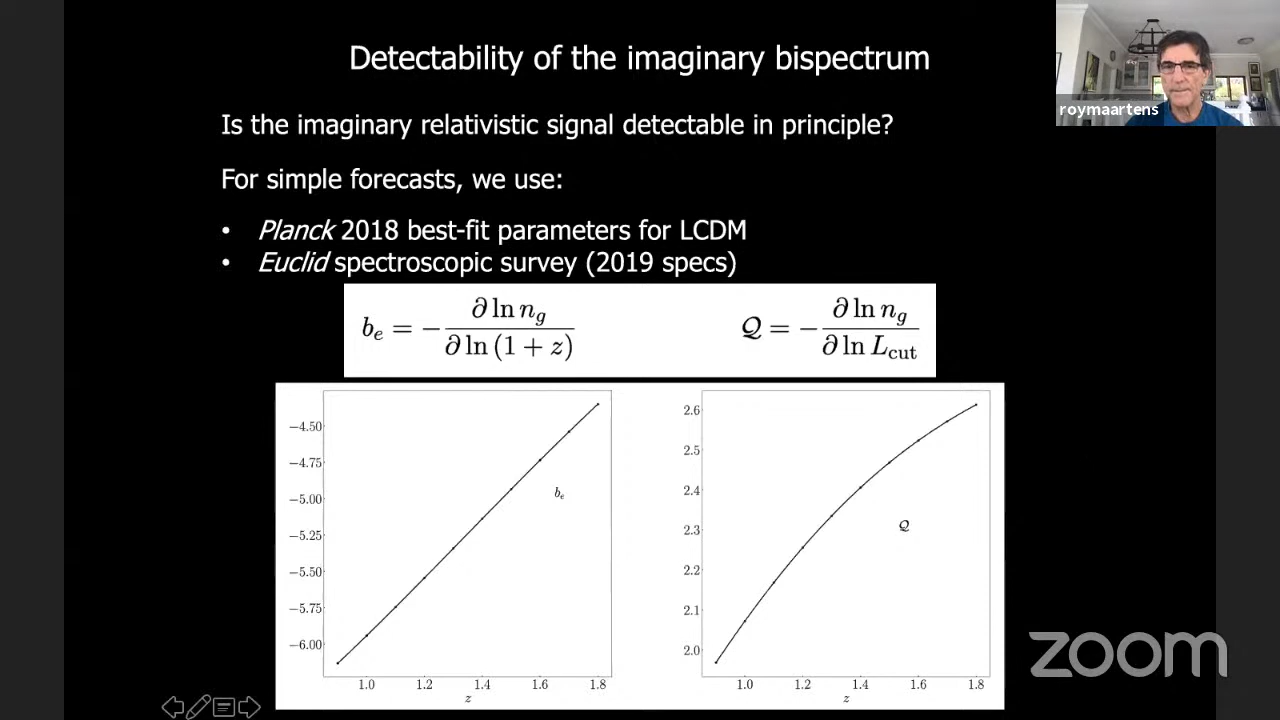 Detectability of the imaginary bispectrum
roymaartens
Is the imaginary relativistic signal detectable in principle?
For simple forecasts, we use:
• Planck 2018 best-fit parameters for LCDM
• Euclid spectroscopic survey (2019 specs)
b_e = − ∂ ln n_g / ∂ ln (1 + z)
𝒬 = − ∂ ln n_g / ∂ ln L_cut
−4.50
−4.75
−5.00
−5.25
−5.50
−5.75
−6.00
b_e
1.0 1.2 1.4 1.6 1.8
z
2.6
2.5
2.4
2.3
2.2
2.1
2.0
𝒬
1.0 1.2 1.4 1.6 1.8
z
zoom